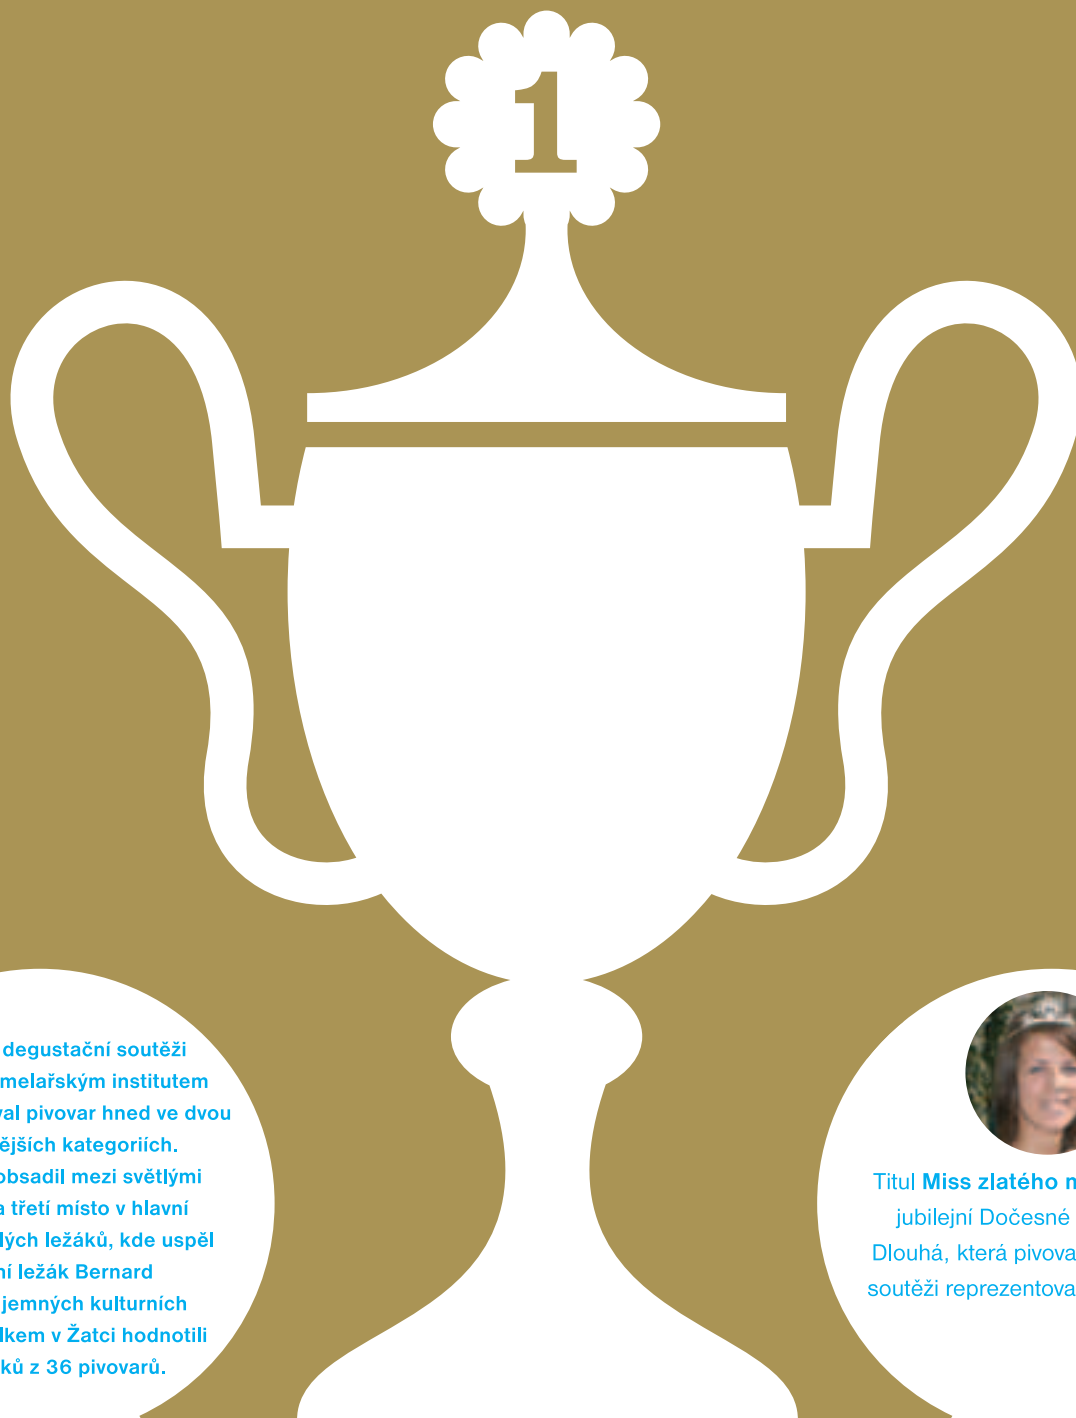 1
degustační soutěži
melařským institutem
val pivovar hned ve dvou
ějších kategoriích.
obsadil mezi světlými
a třetí místo v hlavní
lých ležáků, kde uspěl
ní ležák Bernard
jemných kulturních
lkem v Žatci hodnotili
ků z 36 pivovarů.
Titul Miss zlatého m
jubilejní Dočesné
Dlouhá, která pivova
soutěži reprezentova